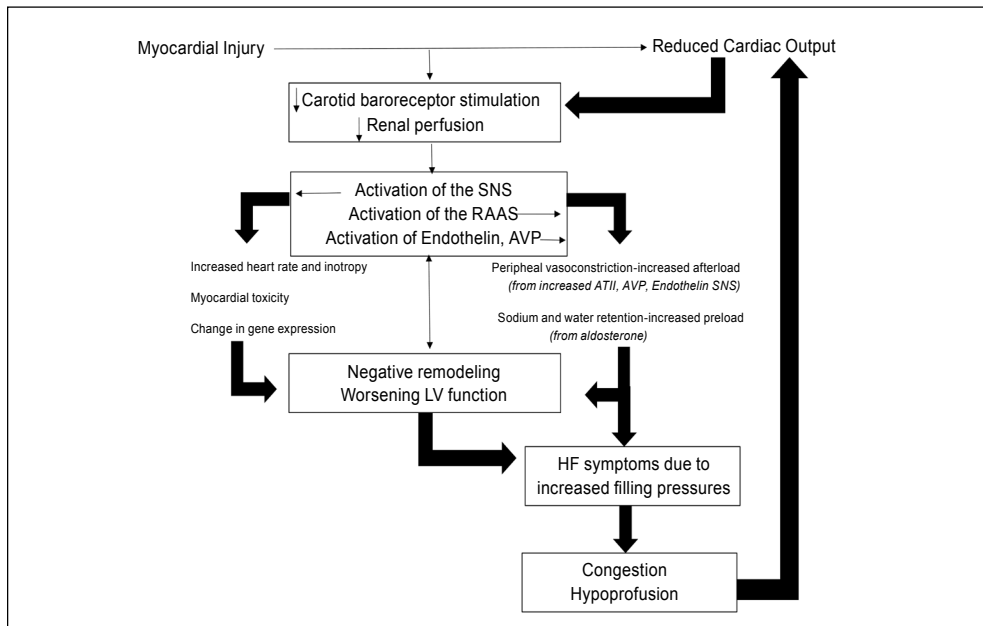 Myocardial Injury
Reduced Cardiac Output
Carotid baroreceptor stimulation
Renal perfusion
Activation of the SNS
Activation of the RAAS
Activation of Endothelin, AVP
Increased heart rate and inotropy
Myocardial toxicity
Change in gene expression
Peripheal vasoconstriction-increased afterload
(from increased ATII, AVP, Endothelin SNS)
Sodium and water retention-increased preload
(from aldosterone)
Negative remodeling
Worsening LV function
HF symptoms due to
increased filling pressures
Congestion
Hypoprofusion